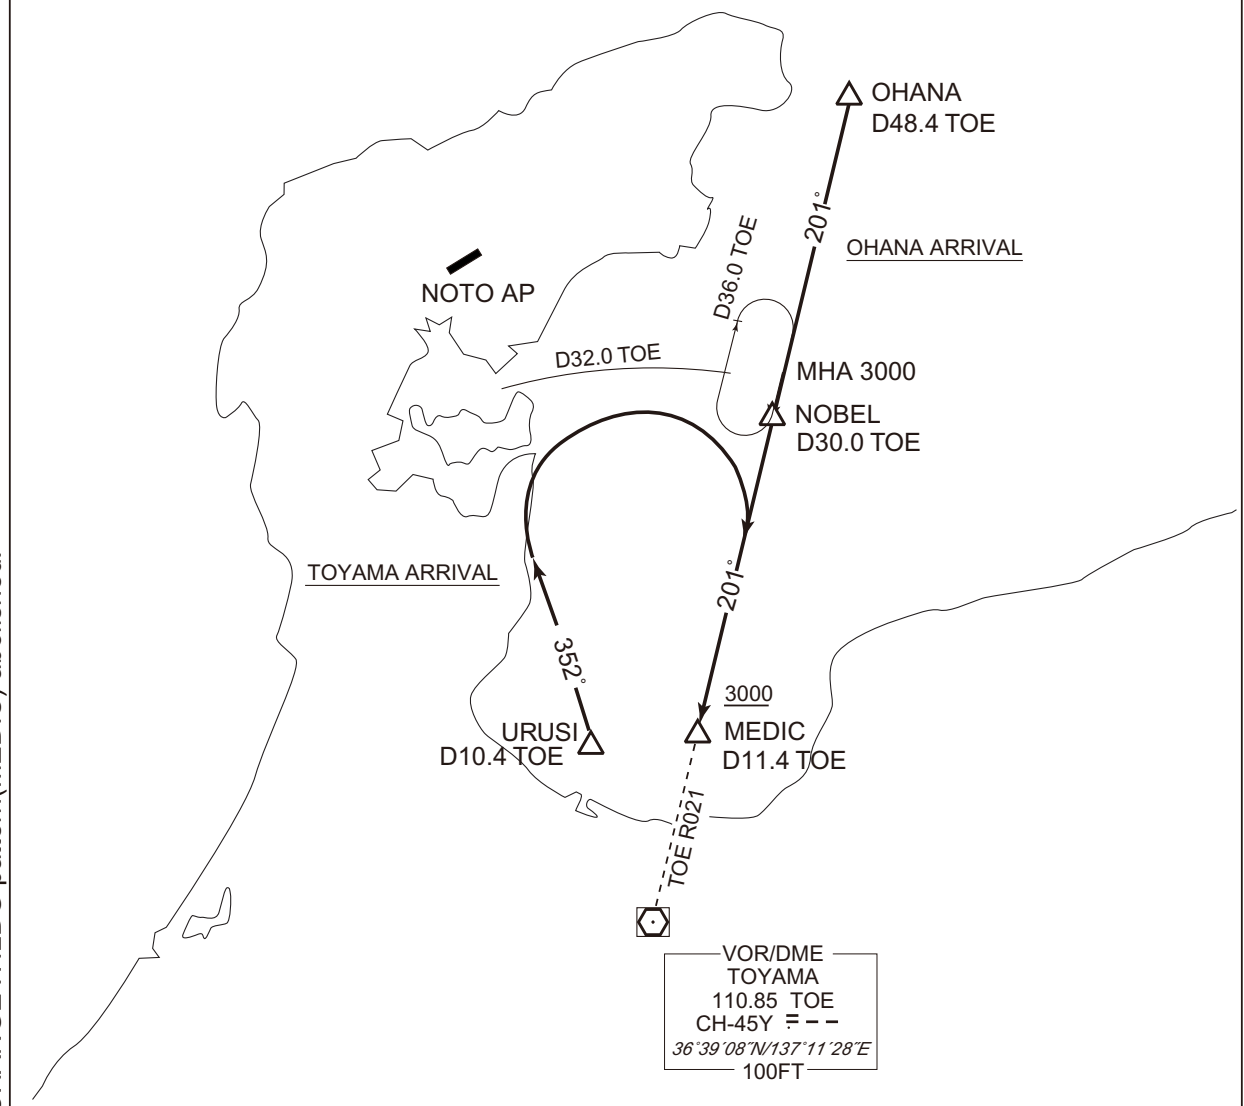 OHANA
D48.4 TOE
201°
OHANA ARRIVAL
D36.0 TOE
NOTO AP
D32.0 TOE
MHA 3000
NOBEL
D30.0 TOE
TOYAMA ARRIVAL
201°
352°
3000
URUSI
D10.4 TOE
MEDIC
D11.4 TOE
TOE R021
VOR/DME
TOYAMA
110.85 TOE
CH-45Y
36°39′08″N/137°11′28″E
100FT